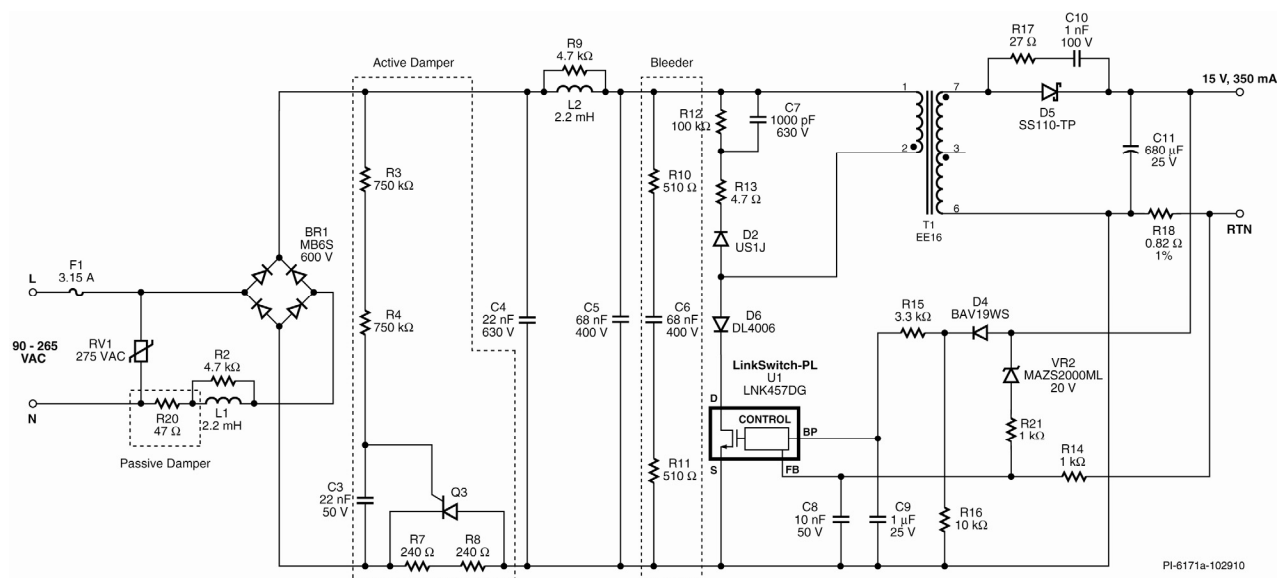 C10
1 nF
100 V
R17
27 Ω
R9
4.7 kΩ
Active Damper
Bleeder
15 V, 350 mA
1
7
R12
100 kΩ
C7
1000 pF
630 V
L2
2.2 mH
D5
SS110-TP
C11
680 µF
25 V
2
3
R3
750 kΩ
R10
510 Ω
R13
4.7 Ω
6
T1
EE16
R18
0.82 Ω
1%
RTN
D2
US1J
BR1
MB6S
600 V
F1
3.15 A
L
R4
750 kΩ
C4
22 nF
630 V
C5
68 nF
400 V
C6
68 nF
400 V
D6
DL4006
R15
3.3 kΩ
D4
BAV19WS
90 - 265
VAC
RV1
275 VAC
R2
4.7 kΩ
LinkSwitch-PL
U1
LNK457DG
VR2
MAZS2000ML
20 V
N
R20
47 Ω
L1
2.2 mH
D
CONTROL
BP
S
FB
R21
1 kΩ
R14
1 kΩ
Passive Damper
R11
510 Ω
C3
22 nF
50 V
Q3
R7
240 Ω
R8
240 Ω
C8
10 nF
50 V
C9
1 µF
25 V
R16
10 kΩ
PI-6171a-102910